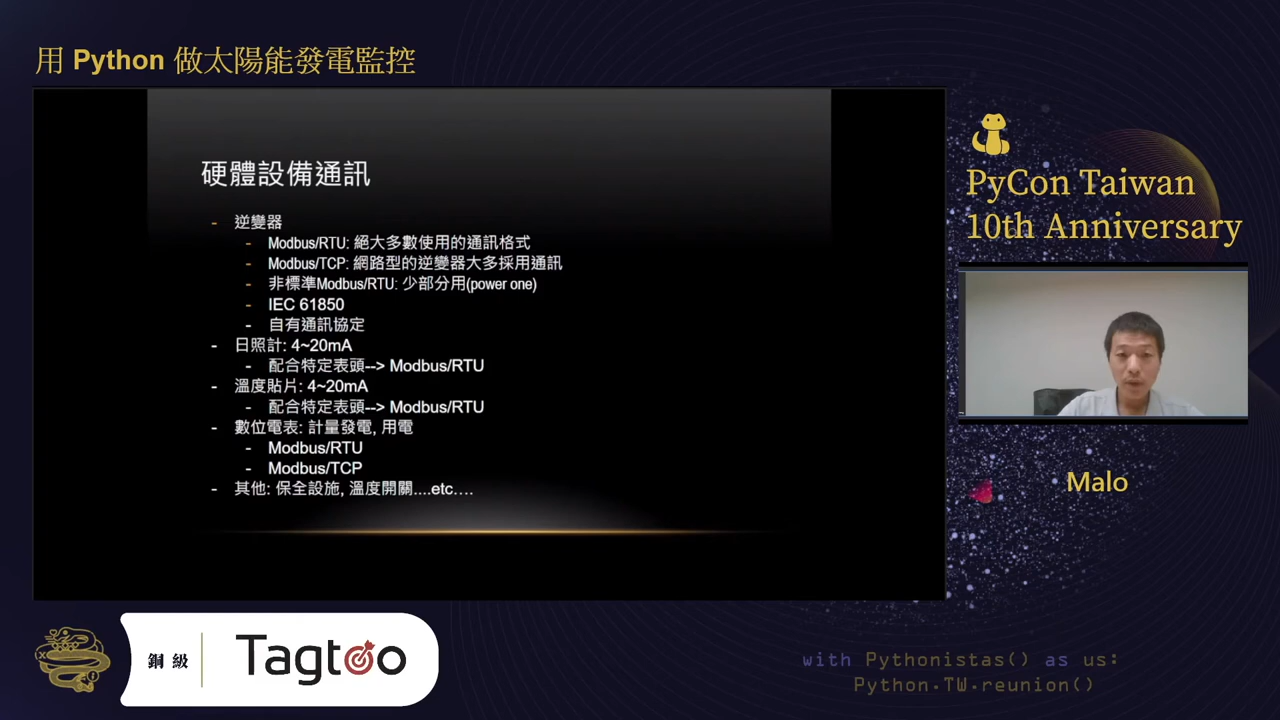 用 Python 做太陽能發電監控
硬體設備通訊
- 逆變器
- Modbus/RTU: 絕大多數使用的通訊格式
- Modbus/TCP: 網路型的逆變器大多採用通訊
- 非標準Modbus/RTU: 少部分用(power one)
- IEC 61850
- 自有通訊協定
- 日照計: 4~20mA
- 配合特定表頭--> Modbus/RTU
- 溫度貼片: 4~20mA
- 配合特定表頭--> Modbus/RTU
- 數位電表: 計量發電, 用電
- Modbus/RTU
- Modbus/TCP
- 其他: 保全設施, 溫度開關....etc....
PyCon Taiwan
10th Anniversary
Malo
銅級
Tagtoo
with Pythonistas() as us:
Python.TW.reunion()